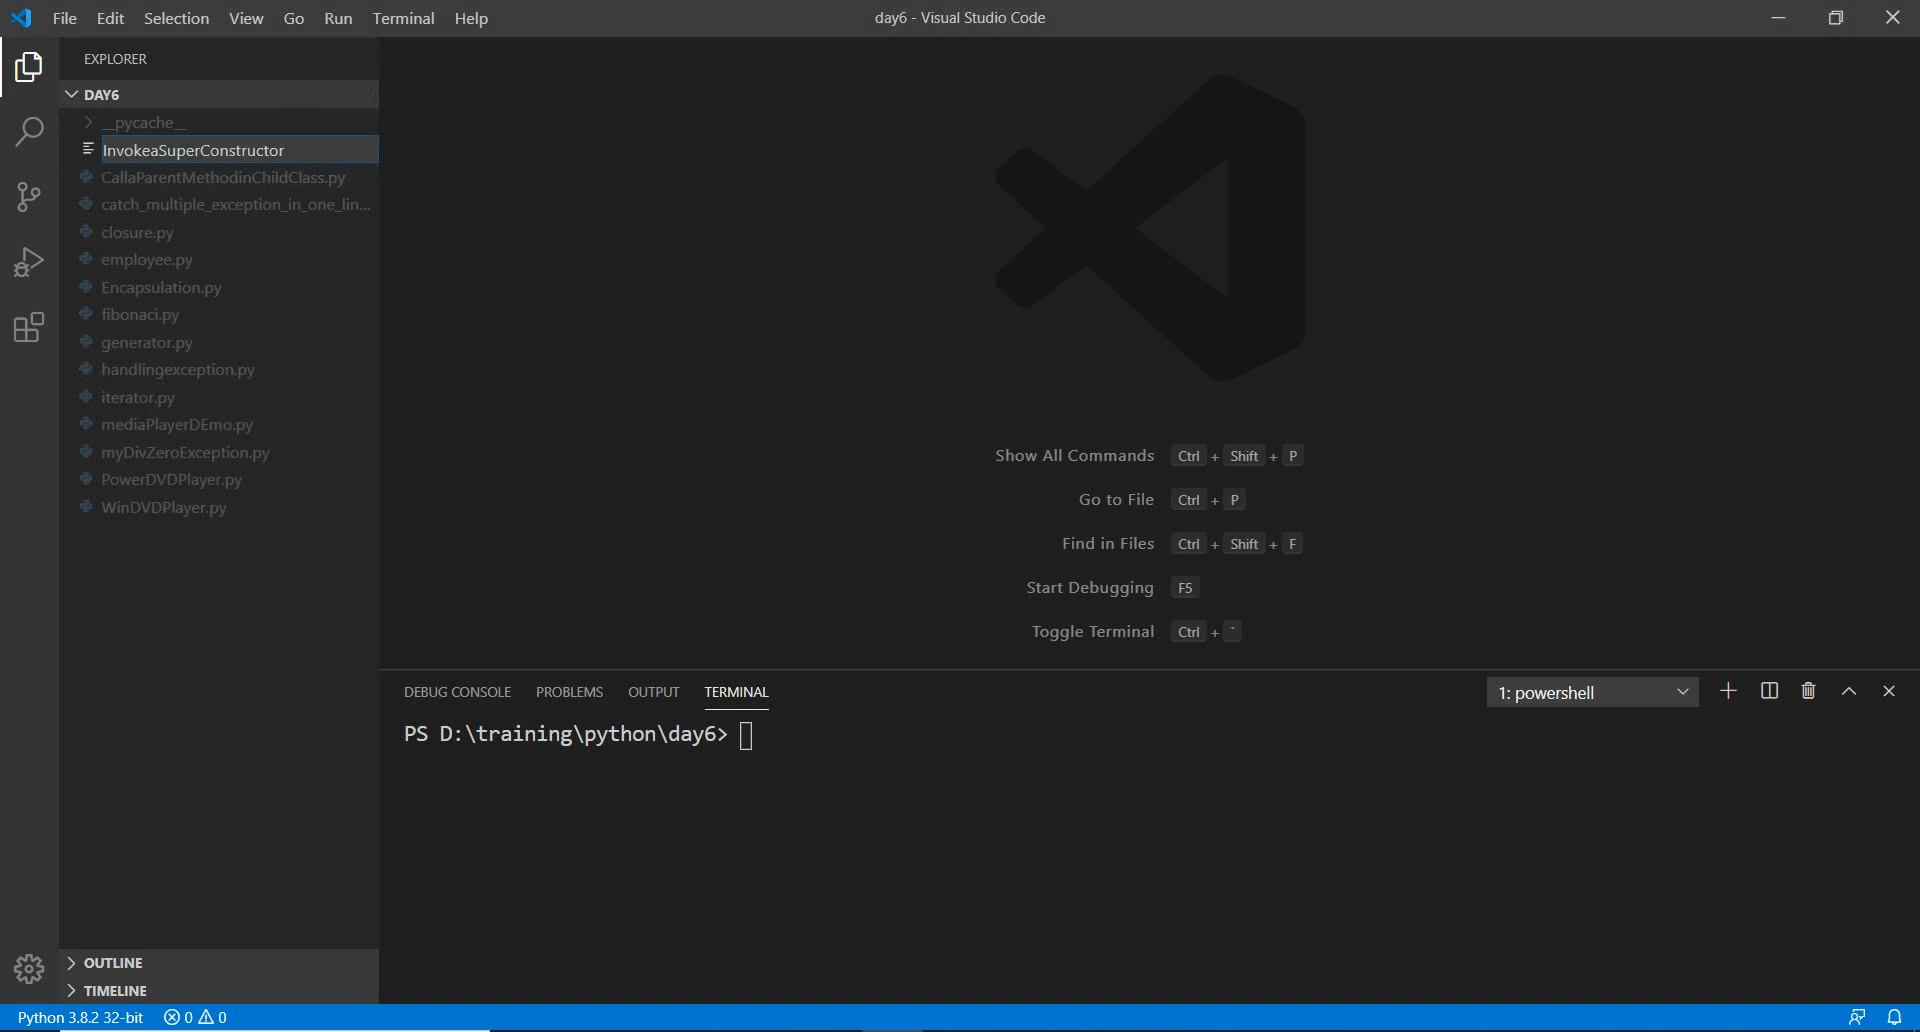 File Edit Selection View Go Run Terminal Help
day6 - Visual Studio Code
EXPLORER
DAY6
__pycache__
InvokeaSuperConstructor
CallaParentMethodinChildClass.py
catch_multiple_exception_in_one_lin...
closure.py
employee.py
Encapsulation.py
fibonaci.py
generator.py
handlingexception.py
iterator.py
mediaPlayerDEmo.py
myDivZeroException.py
PowerDVDPlayer.py
WinDVDPlayer.py
Show All Commands Ctrl + Shift + P
Go to File Ctrl + P
Find in Files Ctrl + Shift + F
Start Debugging F5
Toggle Terminal Ctrl + `
DEBUG CONSOLE PROBLEMS OUTPUT TERMINAL
1: powershell
PS D:\training\python\day6>
OUTLINE
TIMELINE
Python 3.8.2 32-bit 0 0